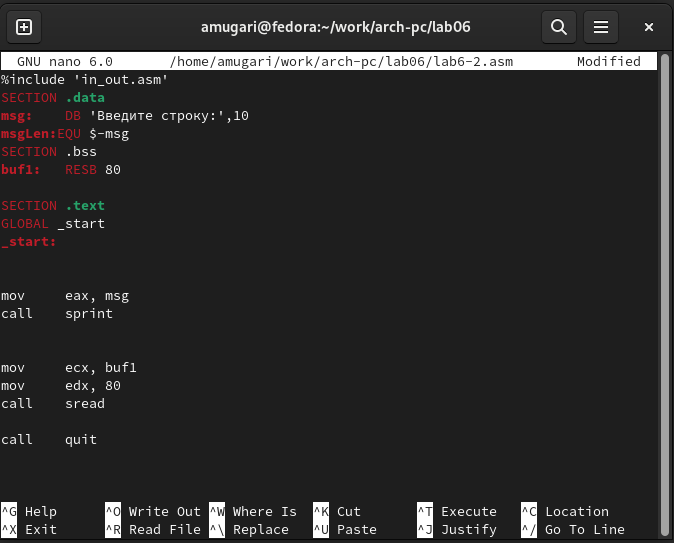 amugari@fedora:~/work/arch-pc/lab06
GNU nano 6.0 /home/amugari/work/arch-pc/lab06/lab6-2.asm Modified
%include 'in_out.asm'
SECTION .data
msg: DB 'Введите строку:',10
msgLen:EQU $-msg
SECTION .bss
buf1: RESB 80
SECTION .text
GLOBAL _start
_start:
mov eax, msg
call sprint
mov ecx, buf1
mov edx, 80
call sread
call quit
^G Help ^O Write Out ^W Where Is ^K Cut ^T Execute ^C Location
^X Exit ^R Read File ^\ Replace ^U Paste ^J Justify ^/ Go To Line